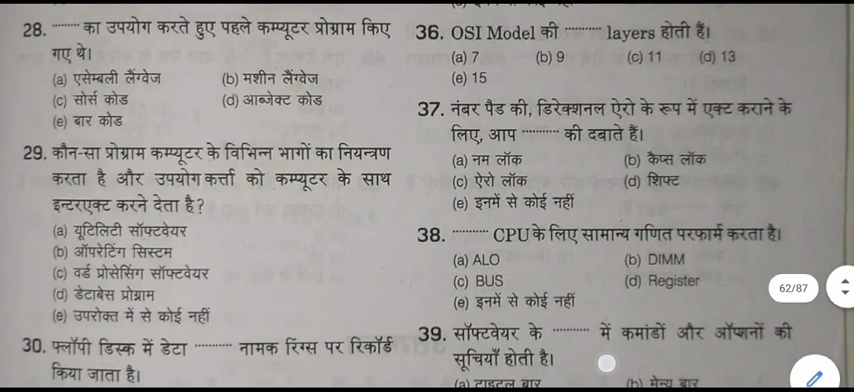 28. ········ का उपयोग करते हुए पहले कम्प्यूटर प्रोग्राम किए
गए थे।
(a) एसेम्बली लैंग्वेज (b) मशीन लैंग्वेज
(c) सोर्स कोड (d) आब्जेक्ट कोड
(e) बार कोड
29. कौन-सा प्रोग्राम कम्प्यूटर के विभिन्न भागों का नियन्त्रण
करता है और उपयोगकर्त्ता को कम्प्यूटर के साथ
इन्टरएक्ट करने देता है?
(a) यूटिलिटी सॉफ्टवेयर
(b) ऑपरेटिंग सिस्टम
(c) वर्ड प्रोसेसिंग सॉफ्टवेयर
(d) डेटाबेस प्रोग्राम
(e) उपरोक्त में से कोई नहीं
30. फ्लॉपी डिस्क में डेटा ·········· नामक रिंग्स पर रिकॉर्ड
किया जाता है।
36. OSI Model की ·········· layers होती हैं।
(a) 7 (b) 9 (c) 11 (d) 13
(e) 15
37. नंबर पैड की, डिरेक्शनल ऐरो के रूप में एक्ट कराने के
लिए, आप ·········· की दबाते हैं।
(a) नम लॉक (b) कैप्स लॉक
(c) ऐरो लॉक (d) शिफ्ट
(e) इनमें से कोई नहीं
38. ·········· CPU के लिए सामान्य गणित परफार्म करता है।
(a) ALO (b) DIMM
(c) BUS (d) Register
(e) इनमें से कोई नहीं
39. सॉफ्टवेयर के ·········· में कमांडों और ऑप्शनों की
सूचियाँ होती है।
(a) टाइटल बार (b) मेन्यू बार
62/87